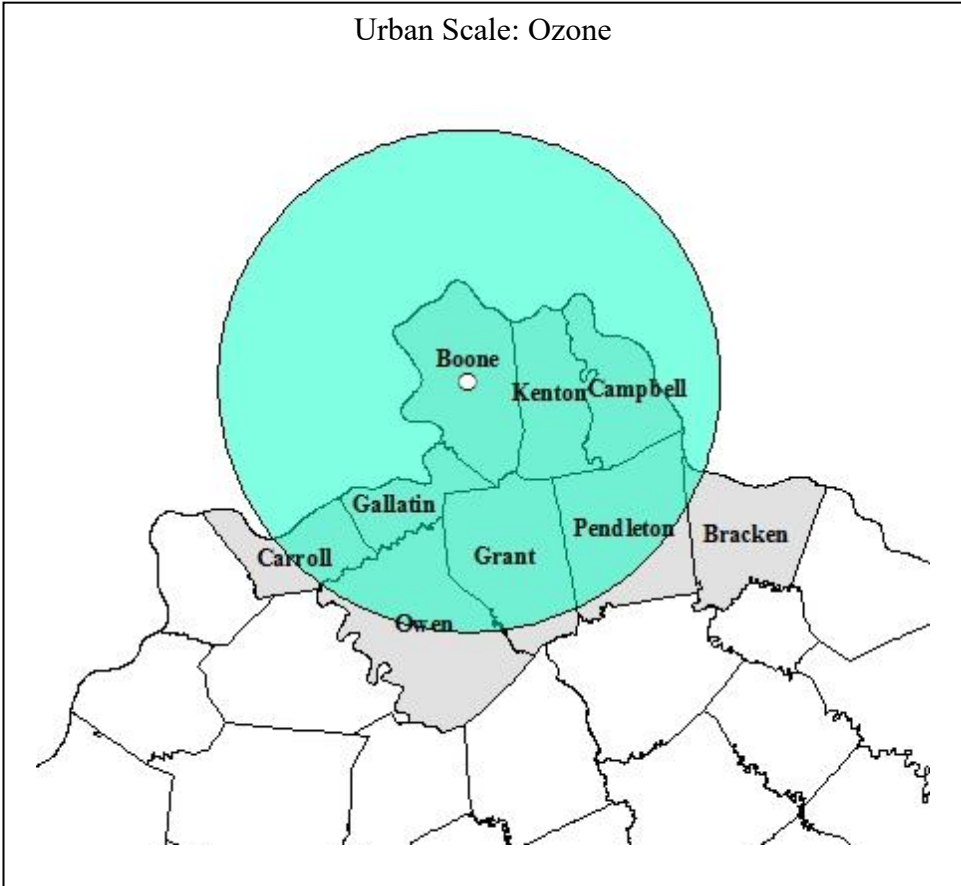 Urban Scale: Ozone
Boone
Kenton
Campbell
Gallatin
Pendleton
Bracken
Carroll
Grant
Owen